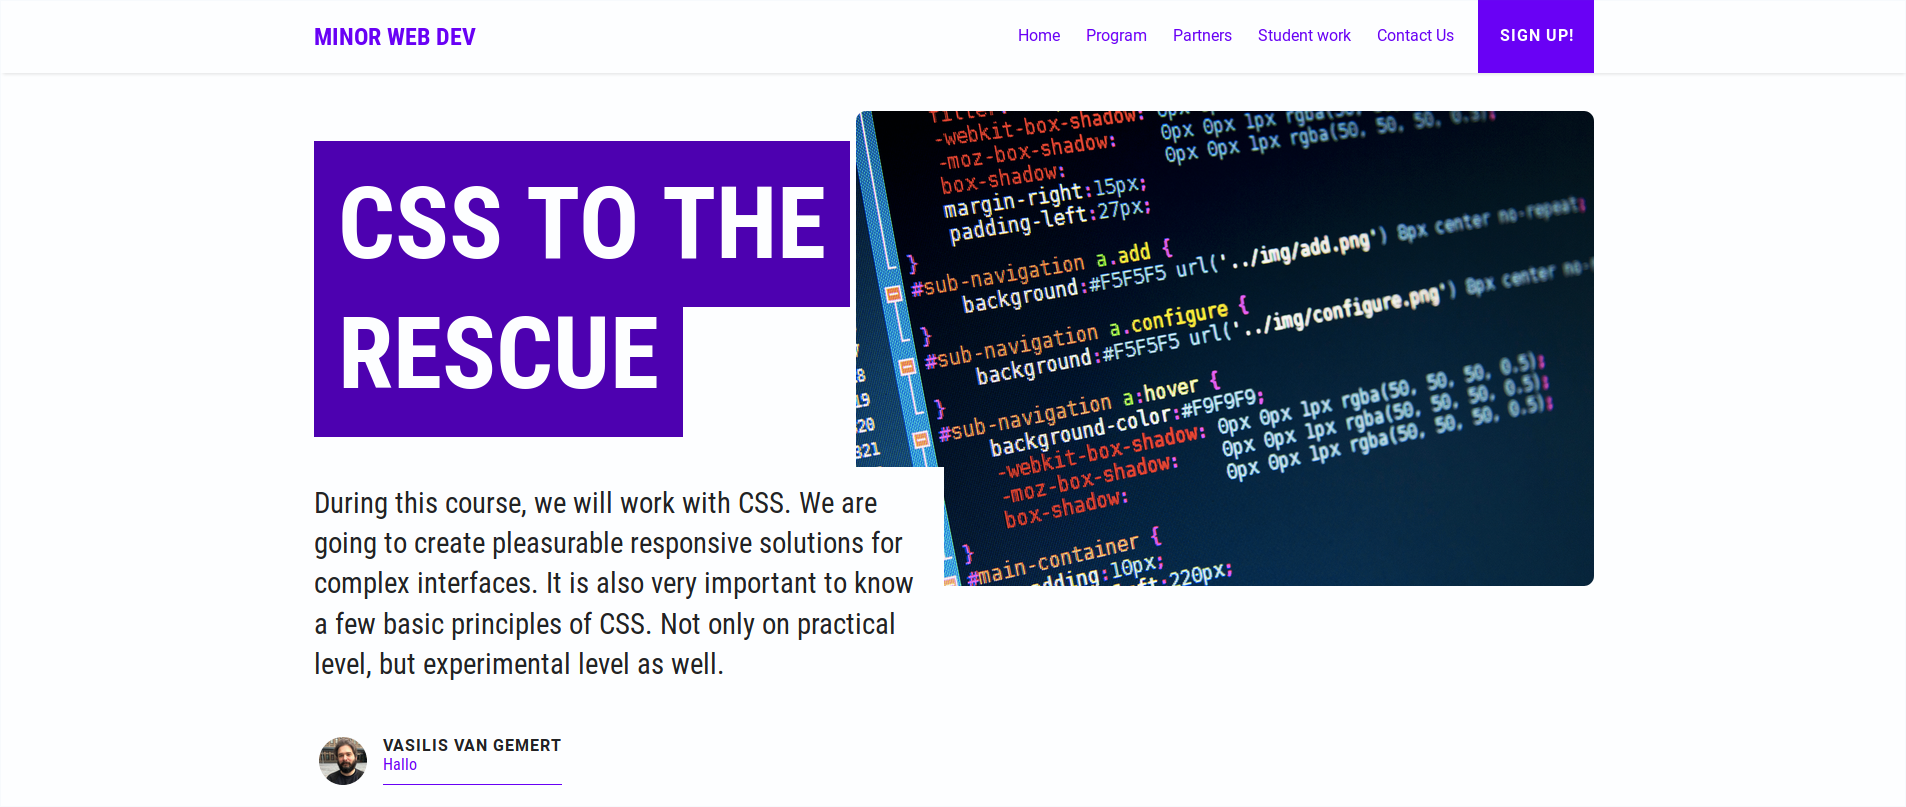 MINOR WEB DEV
Home Program Partners Student work Contact Us SIGN UP!
CSS TO THE
RESCUE
During this course, we will work with CSS. We are
going to create pleasurable responsive solutions for
complex interfaces. It is also very important to know
a few basic principles of CSS. Not only on practical
level, but experimental level as well.
VASILIS VAN GEMERT
Hallo
-webkit-box-shadow:
-moz-box-shadow: 0px 0px 1px rgba(50, 50, 50, 0.5);
box-shadow: 0px 0px 1px rgba(50, 50, 50, 0.5);
margin-right:15px;
padding-left:27px;
}
#sub-navigation a.add {
background:#F5F5F5 url('../img/add.png') 8px center no-repeat;
}
#sub-navigation a.configure {
background:#F5F5F5 url('../img/configure.png') 8px center no-
}
#sub-navigation a:hover {
background-color:#F9F9F9;
-webkit-box-shadow: 0px 0px 1px rgba(50, 50, 50, 0.5);
-moz-box-shadow: 0px 0px 1px rgba(50, 50, 50, 0.5);
box-shadow: 0px 0px 1px rgba(50, 50, 50, 0.5);
}
#main-container {
padding:10px;
left:220px;
19
320
321